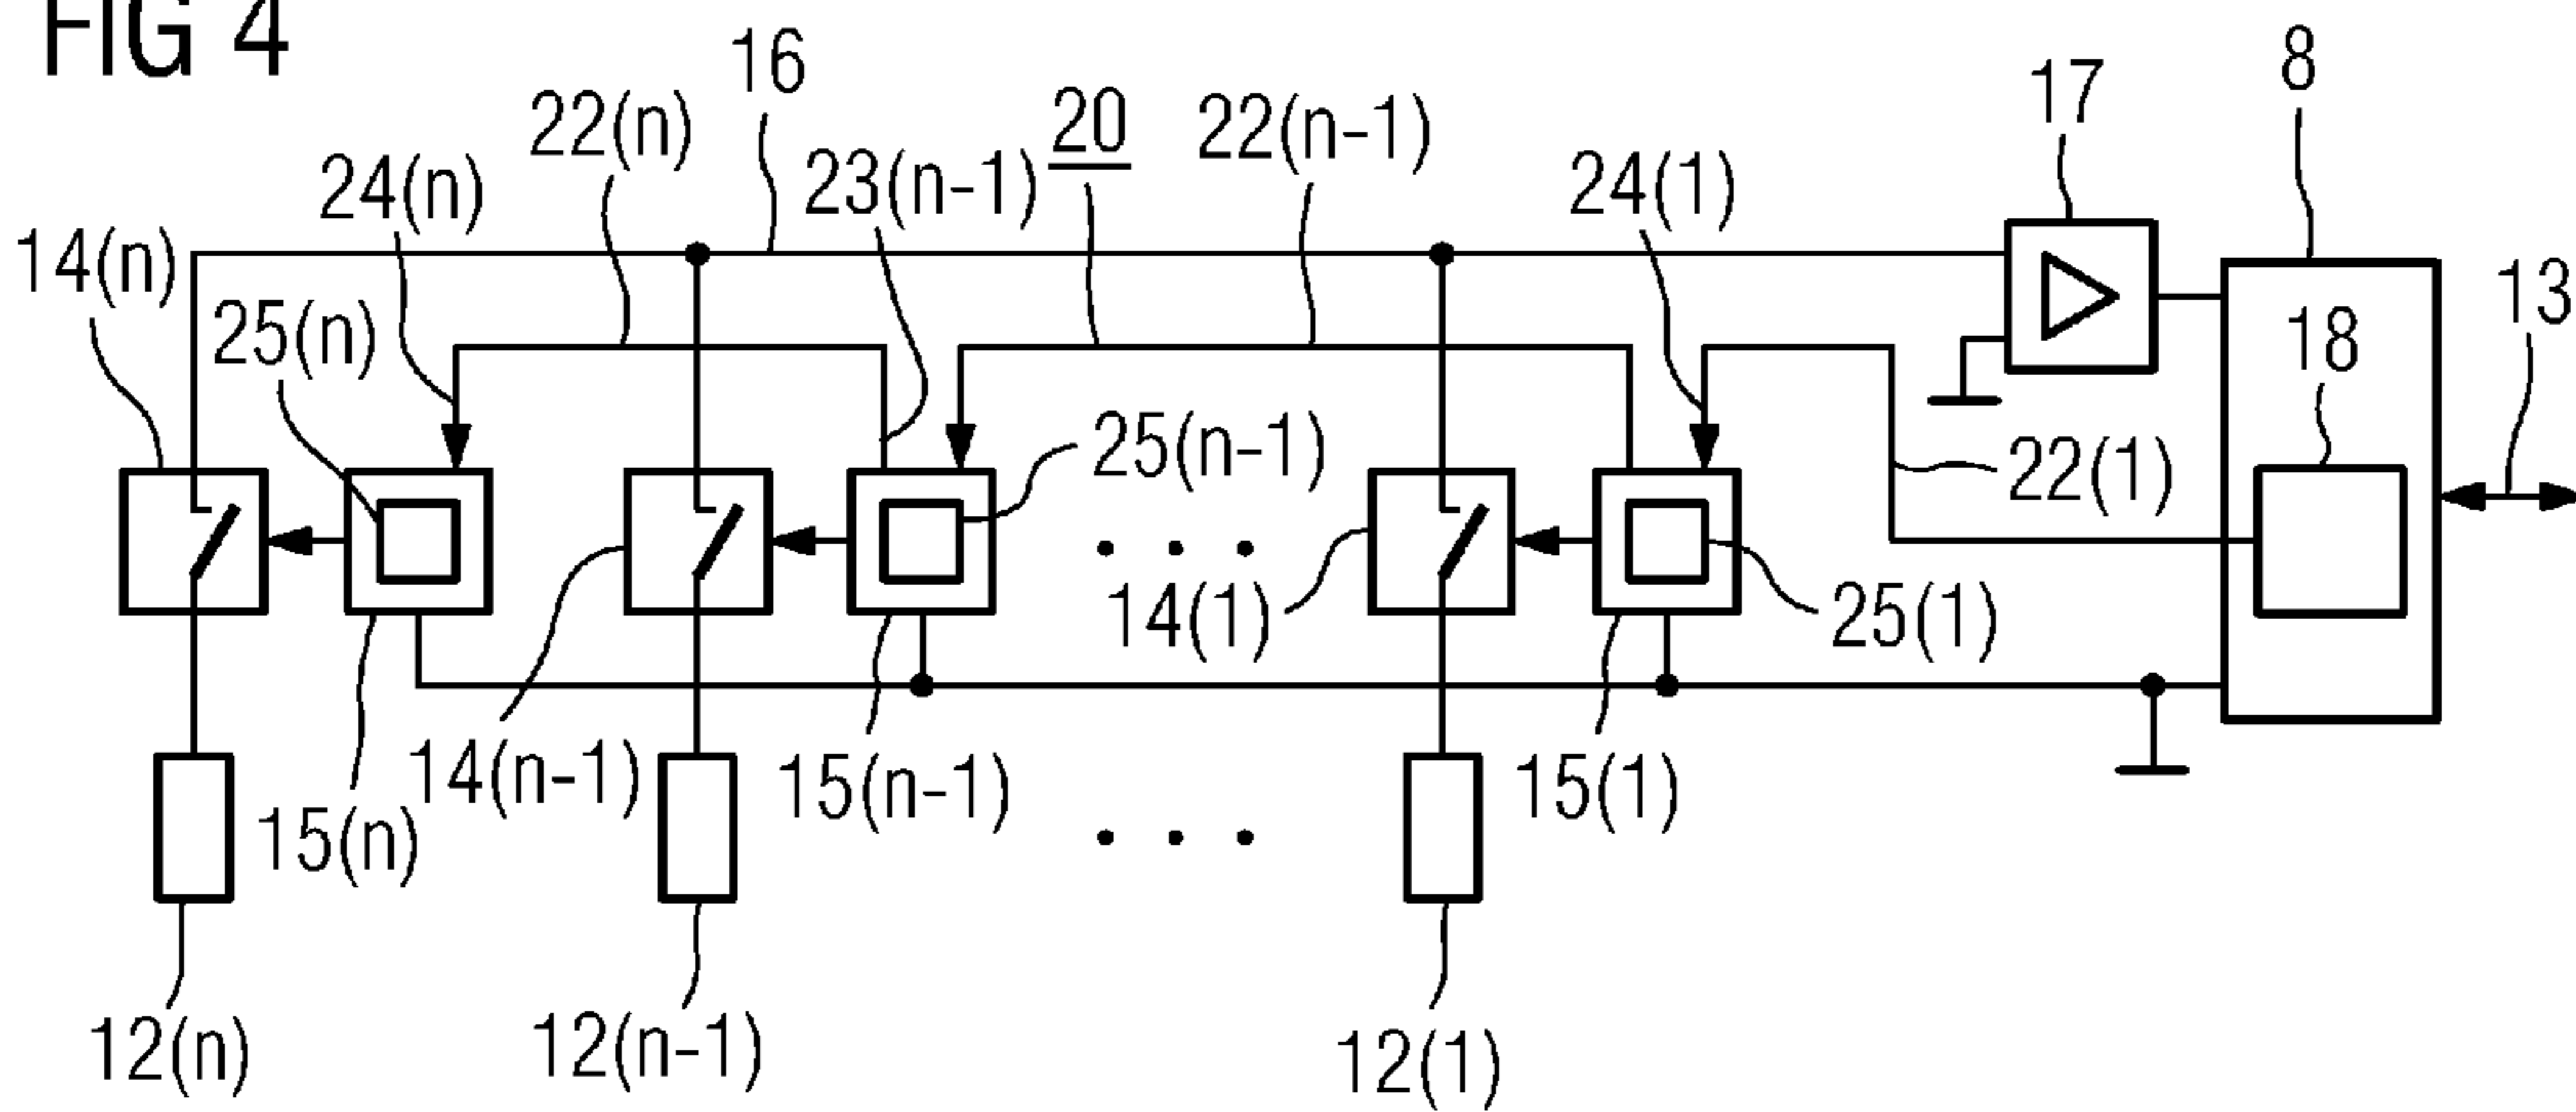 FIG 4
16
8
17
22(n)
20
22(n-1)
23(n-1)
24(1)
24(n)
14(n)
13
25(n)
18
25(n-1)
22(1)
. . .
14(1)
25(1)
14(n-1)
15(n-1)
15(1)
15(n)
. . .
12(n)
12(n-1)
12(1)